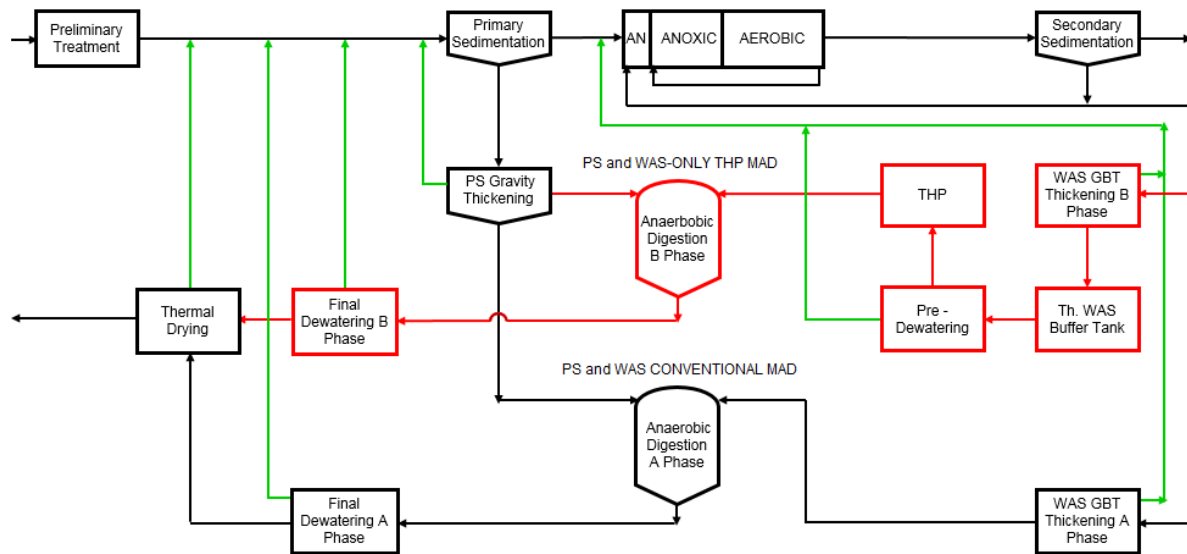 Preliminary
Treatment
Primary
Sedimentation
AN
ANOXIC
AEROBIC
Secondary
Sedimentation
PS and WAS-ONLY THP MAD
PS Gravity
Thickening
Anaerbobic
Digestion
B Phase
THP
WAS GBT
Thickening B
Phase
Thermal
Drying
Final
Dewatering B
Phase
Pre -
Dewatering
Th. WAS
Buffer Tank
PS and WAS CONVENTIONAL MAD
Anaerobic
Digestion
A Phase
Final
Dewatering A
Phase
WAS GBT
Thickening A
Phase